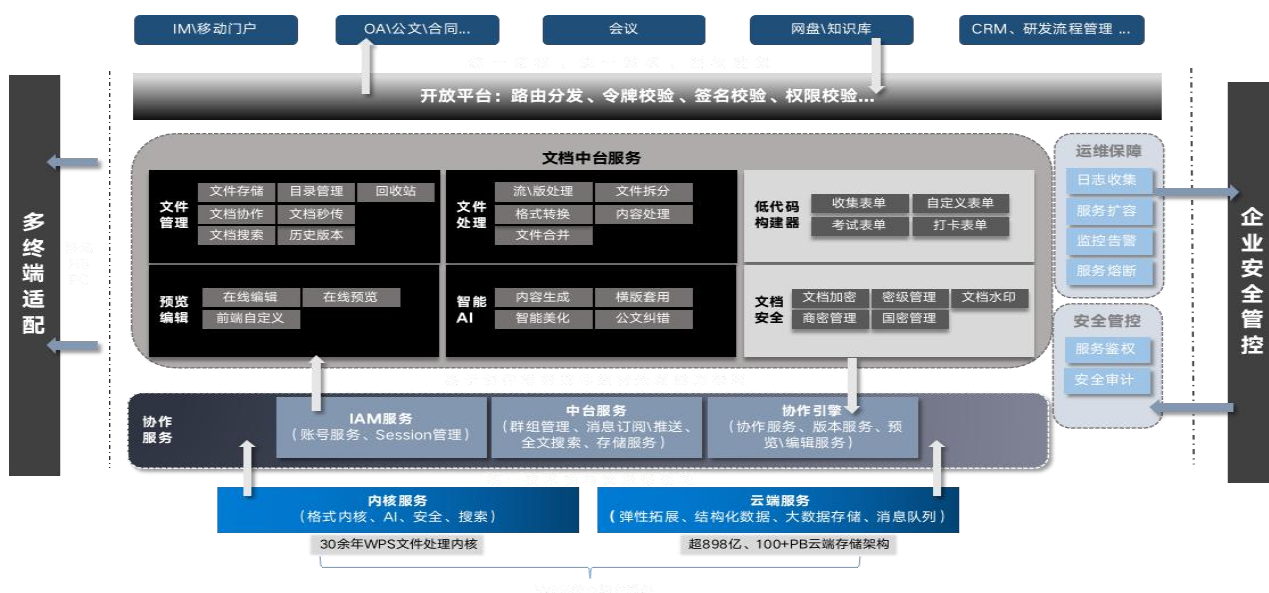 IM\移动门户
OA\公文\合同...
会议
网盘\知识库
CRM、研发流程管理 ...
开放平台：路由分发、令牌校验、签名校验、权限校验...
多终端适配
文档中台服务
文件管理
文件存储
目录管理
回收站
文档协作
文档秒传
文档搜索
历史版本
文件处理
流\版处理
文件拆分
格式转换
内容处理
文件合并
低代码构建器
收集表单
自定义表单
考试表单
打卡表单
预览编辑
在线编辑
在线预览
前端自定义
智能AI
内容生成
横版套用
智能美化
公文纠错
文档安全
文档加密
密级管理
文档水印
商密管理
国密管理
运维保障
日志收集
服务扩容
监控告警
服务熔断
安全管控
服务鉴权
安全审计
企业安全管控
协作服务
IAM服务
（账号服务、Session管理）
中台服务
（群组管理、消息订阅\推送、
全文搜索、存储服务）
协作引擎
（协作服务、版本服务、预
览\编辑服务）
内核服务
（格式内核、AI、安全、搜索）
云端服务
（弹性拓展、结构化数据、大数据存储、消息队列）
30余年WPS文件处理内核
超898亿、100+PB云端存储架构